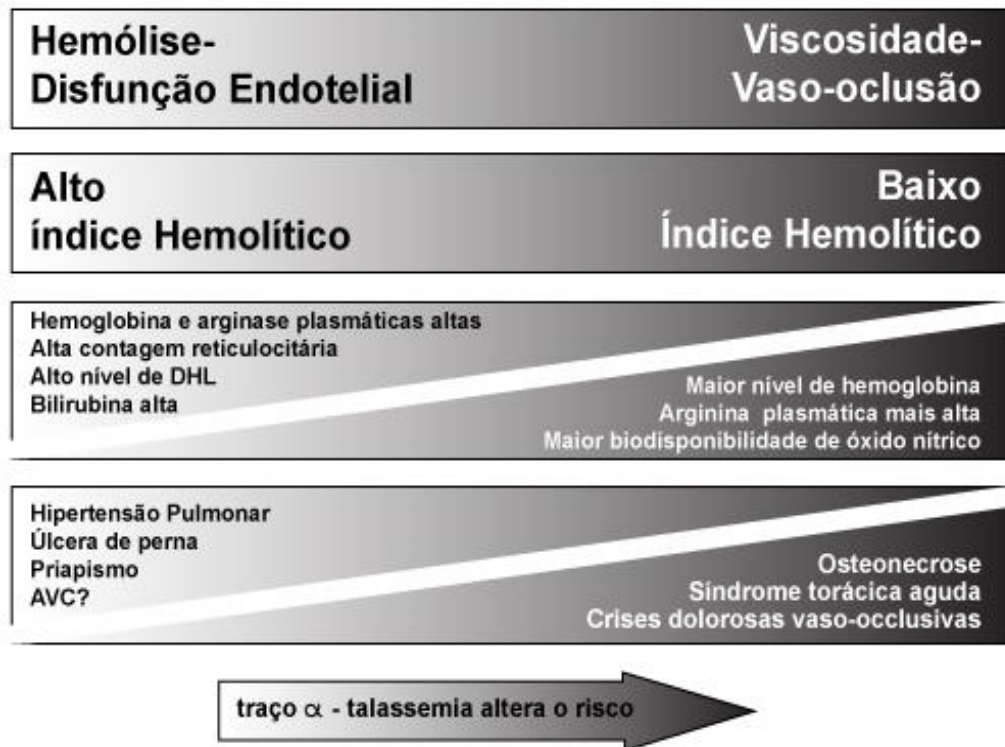 Hemólise-
Disfunção Endotelial
Viscosidade-
Vaso-oclusão
Alto
índice Hemolítico
Baixo
Índice Hemolítico
Hemoglobina e arginase plasmáticas altas
Alta contagem reticulocitária
Alto nível de DHL
Bilirubina alta
Maior nível de hemoglobina
Arginina plasmática mais alta
Maior biodisponibilidade de óxido nítrico
Hipertensão Pulmonar
Úlcera de perna
Priapismo
AVC?
Osteonecrose
Síndrome torácica aguda
Crises dolorosas vaso-occlusivas
traço α - talassemia altera o risco